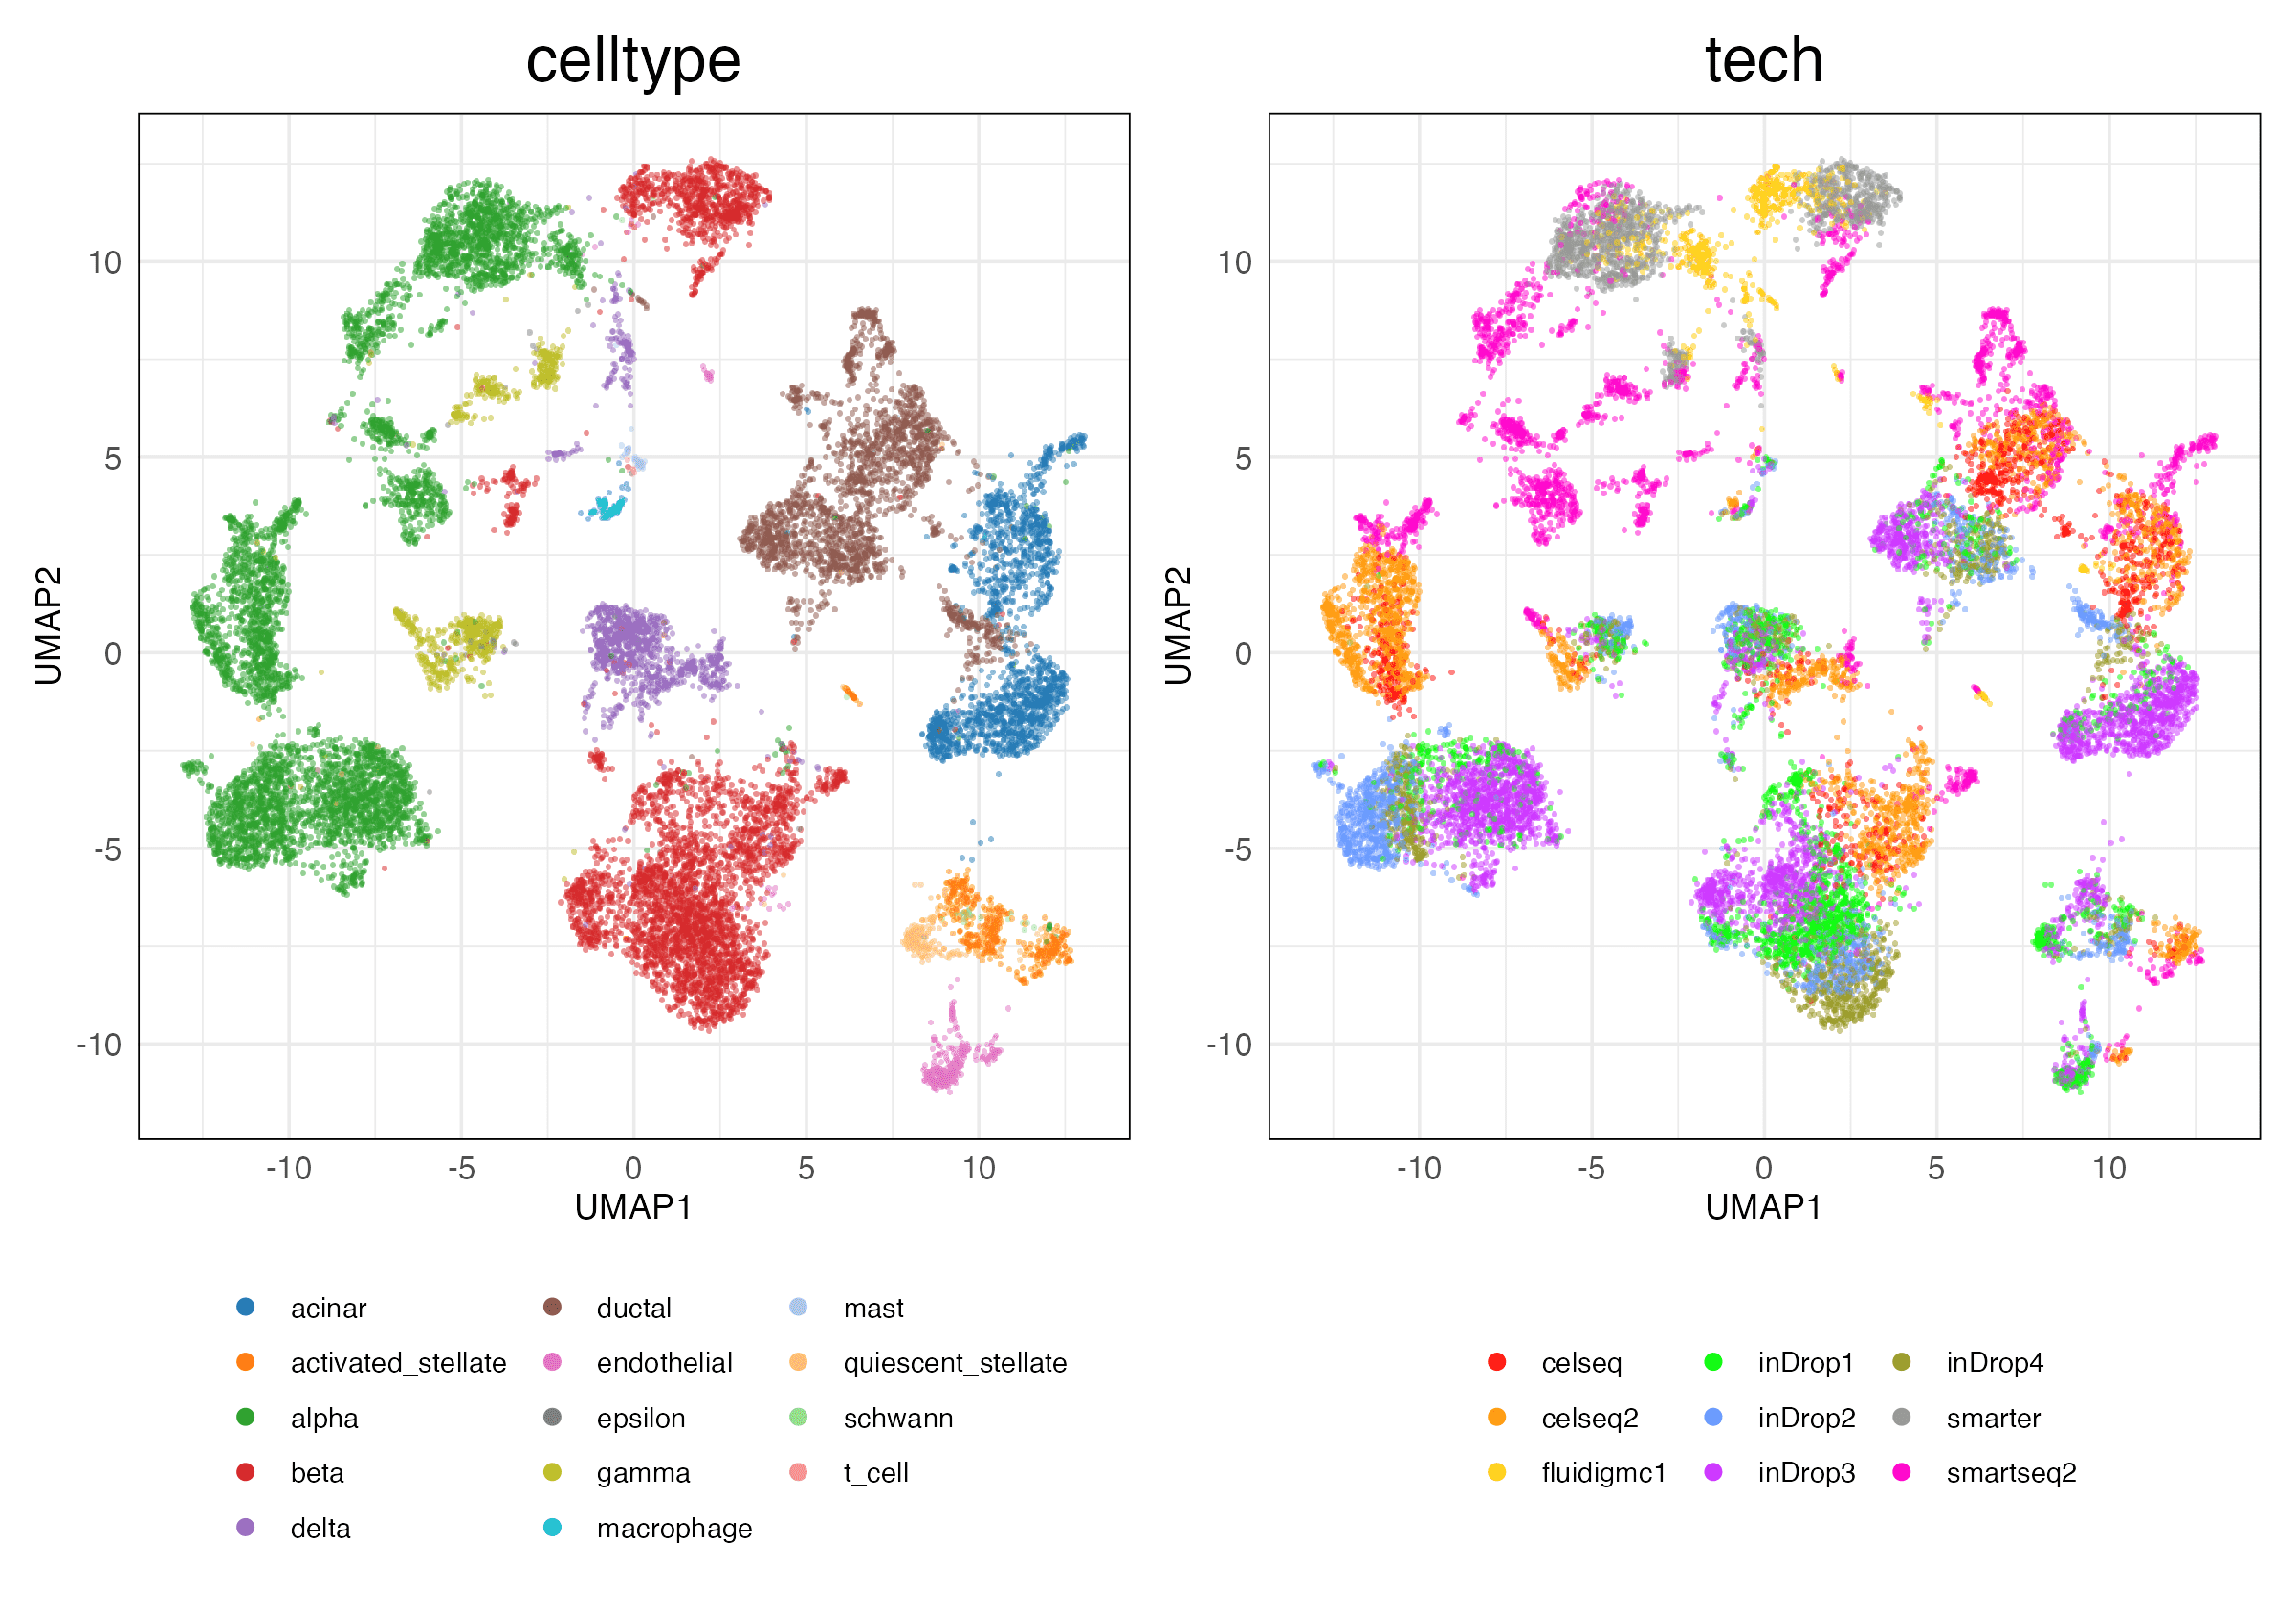 celltype
tech
10
5
0
-5
-10
UMAP2
-10 -5 0 5 10
UMAP1
10
5
0
-5
-10
UMAP2
-10 -5 0 5 10
UMAP1
acinar ductal mast
activated_stellate endothelial quiescent_stellate
alpha epsilon schwann
beta gamma t_cell
delta macrophage
celseq inDrop1 inDrop4
celseq2 inDrop2 smarter
fluidigmc1 inDrop3 smartseq2